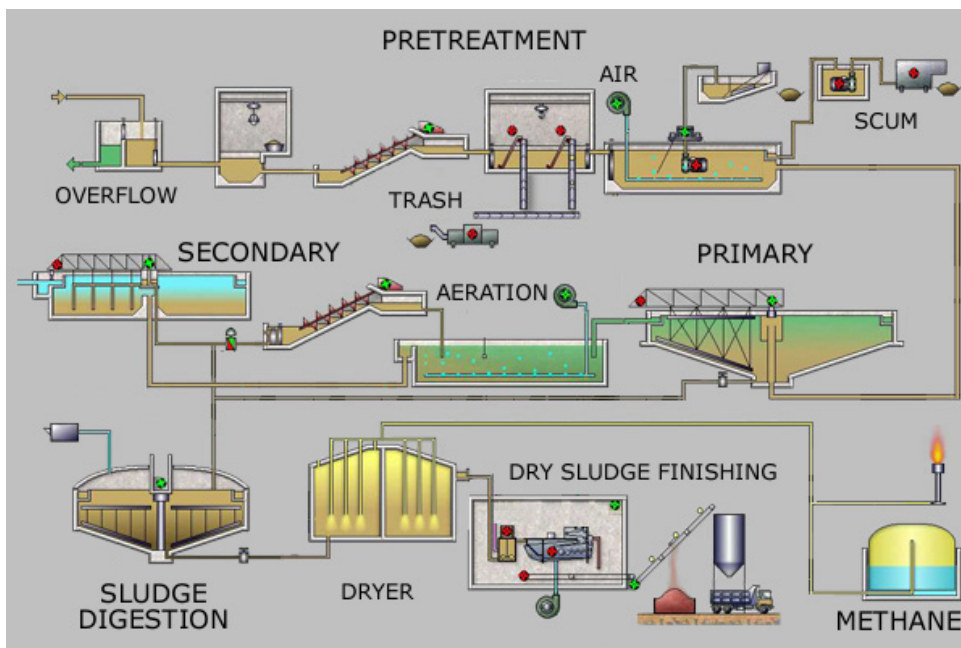 PRETREATMENT
AIR
SCUM
OVERFLOW
TRASH
SECONDARY
PRIMARY
AERATION
DRY SLUDGE FINISHING
SLUDGE
DIGESTION
DRYER
METHANE